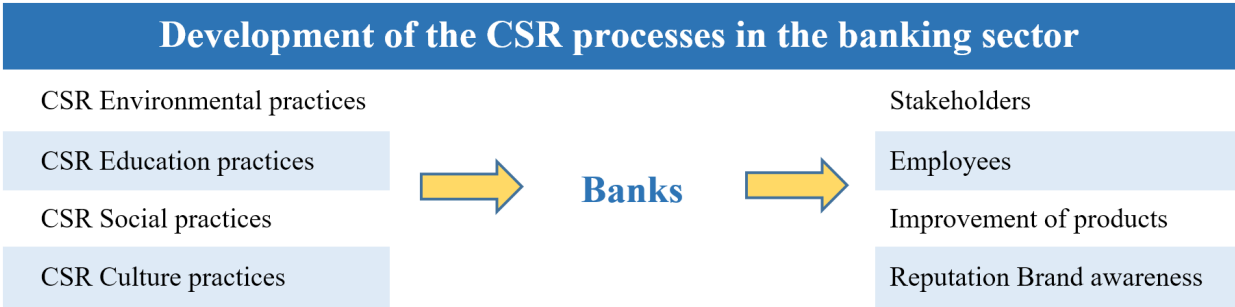 Development of the CSR processes in the banking sector
CSR Environmental practices
CSR Education practices
CSR Social practices
CSR Culture practices
Banks
Stakeholders
Employees
Improvement of products
Reputation Brand awareness